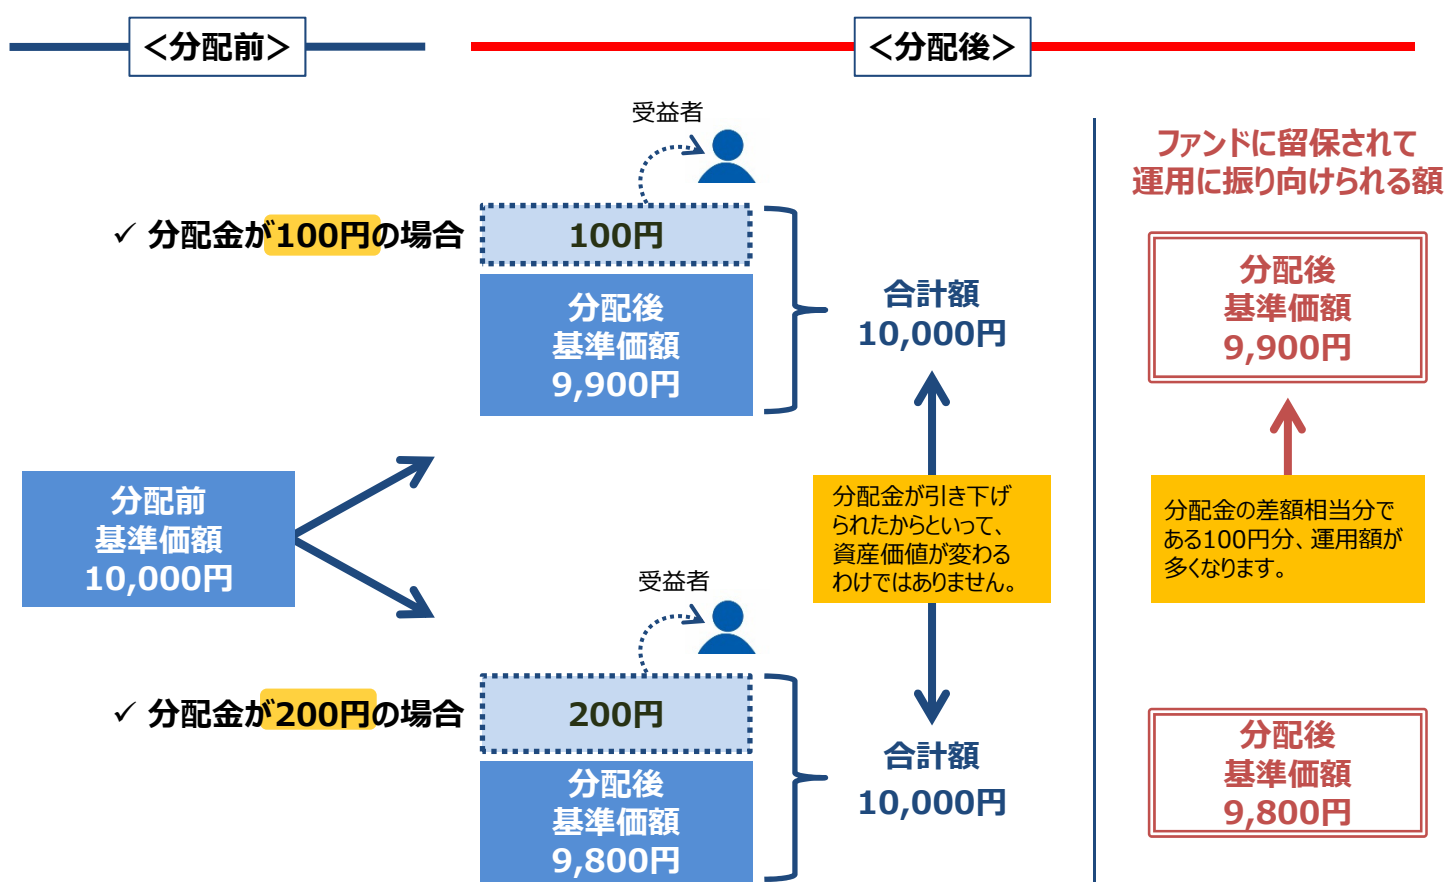 ＜分配前＞
＜分配後＞
受益者
✓ 分配金が100円の場合
100円
分配後
基準価額
9,900円
合計額
10,000円
ファンドに留保されて
運用に振り向けられる額
分配後
基準価額
9,900円
分配前
基準価額
10,000円
分配金が引き下げ
られたからといって、
資産価値が変わる
わけではありません。
分配金の差額相当分で
ある100円分、運用額が
多くなります。
受益者
✓ 分配金が200円の場合
200円
分配後
基準価額
9,800円
合計額
10,000円
分配後
基準価額
9,800円